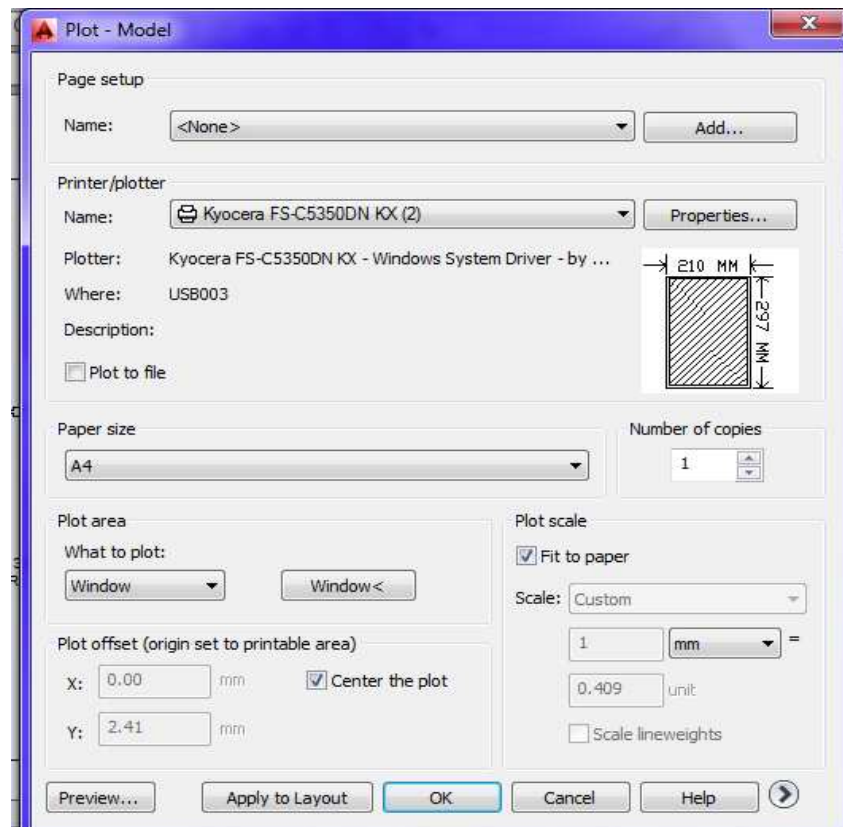 Plot - Model
Page setup
Name: <None> Add...
Printer/plotter
Name: Kyocera FS-C5350DN KX (2) Properties...
Plotter: Kyocera FS-C5350DN KX - Windows System Driver - by ...
Where: USB003
Description:
Plot to file
210 MM
297 MM
Paper size
A4
Number of copies
1
Plot area
What to plot:
Window Window<
Plot offset (origin set to printable area)
X: 0.00 mm Center the plot
Y: 2.41 mm
Plot scale
Fit to paper
Scale: Custom
1 mm =
0.409 unit
Scale lineweights
Preview... Apply to Layout OK Cancel Help